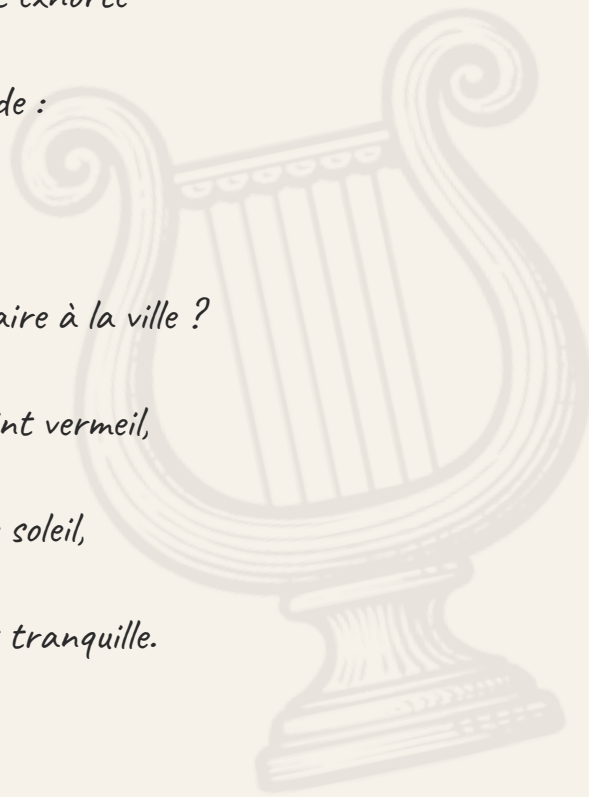 exhorte
de :
aire à la ville ?
nt vermeil,
soleil,
tranquille.